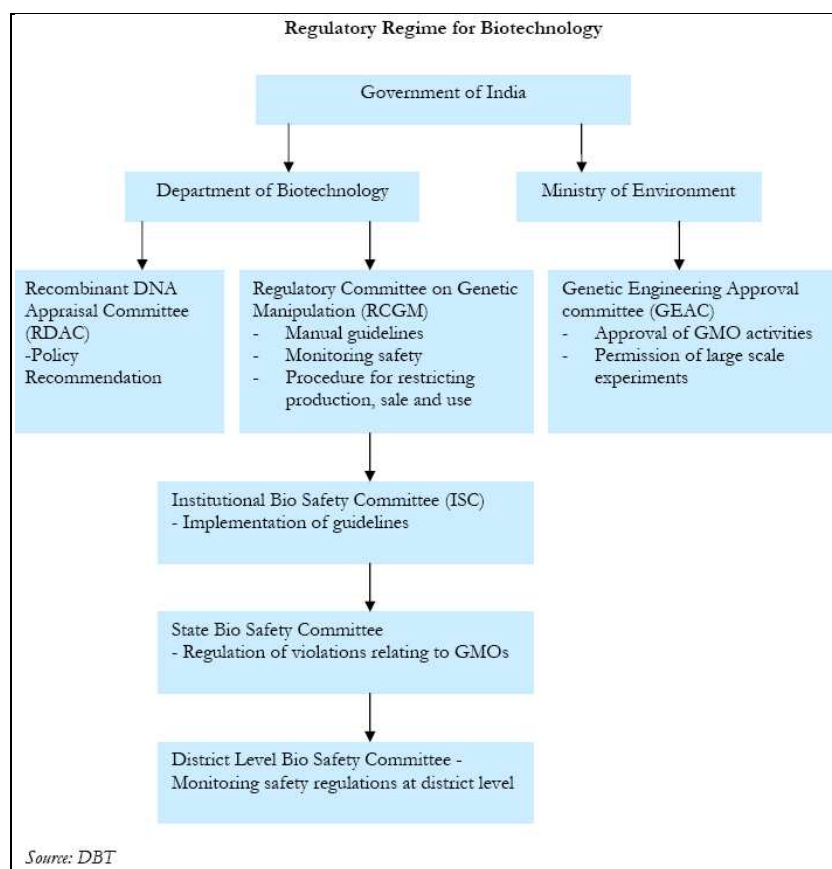 Regulatory Regime for Biotechnology
Government of India
Department of Biotechnology
Ministry of Environment
Recombinant DNA
Appraisal Committee
(RDAC)
-Policy
Recommendation
Regulatory Committee on Genetic
Manipulation (RCGM)
- Manual guidelines
- Monitoring safety
- Procedure for restricting
production, sale and use
Genetic Engineering Approval
committee (GEAC)
- Approval of GMO activities
- Permission of large scale
experiments
Institutional Bio Safety Committee (ISC)
- Implementation of guidelines
State Bio Safety Committee
- Regulation of violations relating to GMOs
District Level Bio Safety Committee -
Monitoring safety regulations at district level
Source: DBT